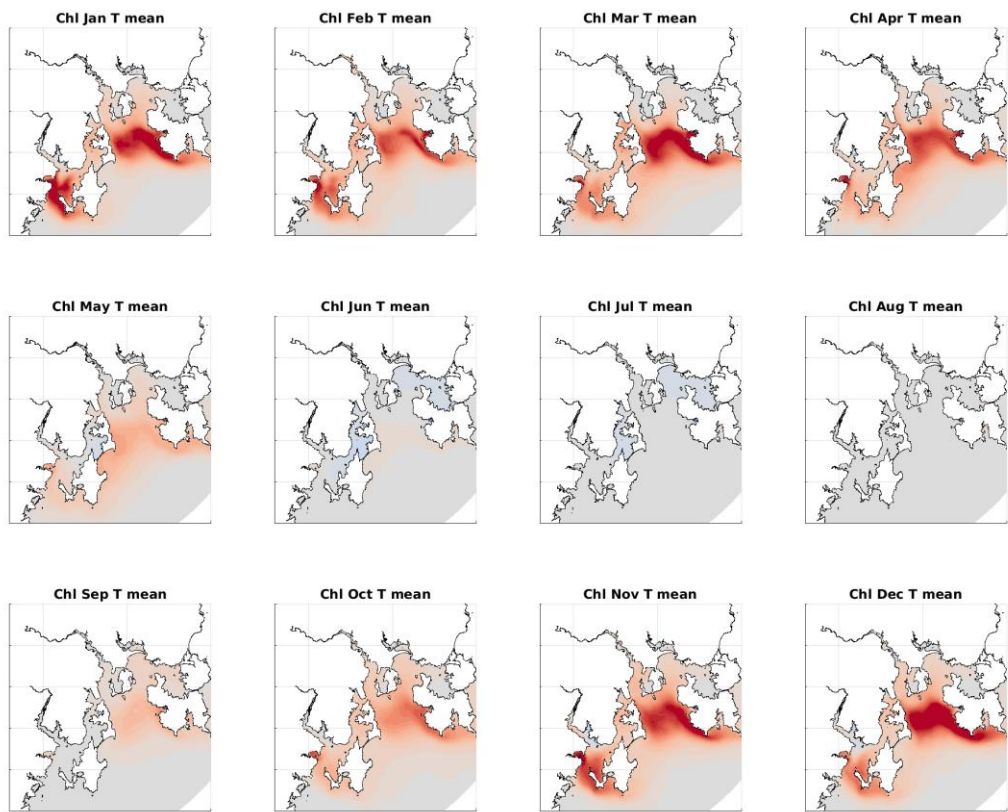 Chl Jan T mean
Chl Feb T mean
Chl Mar T mean
Chl Apr T mean
Chl May T mean
Chl Jun T mean
Chl Jul T mean
Chl Aug T mean
Chl Sep T mean
Chl Oct T mean
Chl Nov T mean
Chl Dec T mean